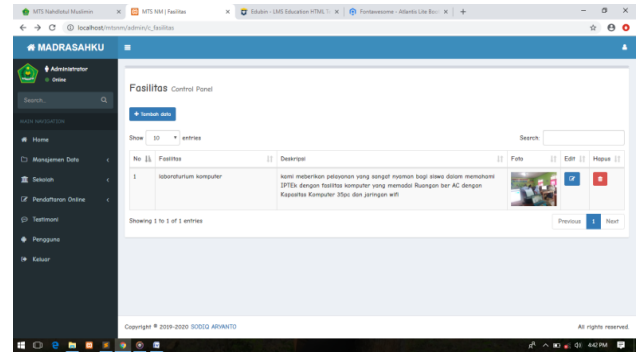 MTS Nahdlotul Muslimin
MTS NM | Fasilitas
Edukin - LMS Education HTML T
Fontawesome - Atlantis Lite Boo
localhost/mtsnm/admin/c_fasilitas
MADRASAHKU
Administrator
Online
Search...
MAIN NAVIGATION
Home
Manajemen Data
Sekolah
Pendaftaran Online
Testimoni
Pengguna
Keluar
Fasilitas Control Panel
+ Tambah data
Show 10 entries
Search:
No Fasilitas Deskripsi Foto Edit Hapus
1 laboraturium komputer kami meberikan pelayanan yang sangat nyaman bagi siswa dalam memahami
IPTEk dengan fasilitas komputer yang memadai Ruangan ber AC dengan
Kapasitas Komputer 35pc dan jaringan wifi
Showing 1 to 1 of 1 entries
Previous 1 Next
Copyright © 2019-2020 SODIQ ARYANTO
All rights reserved.
4:42 PM